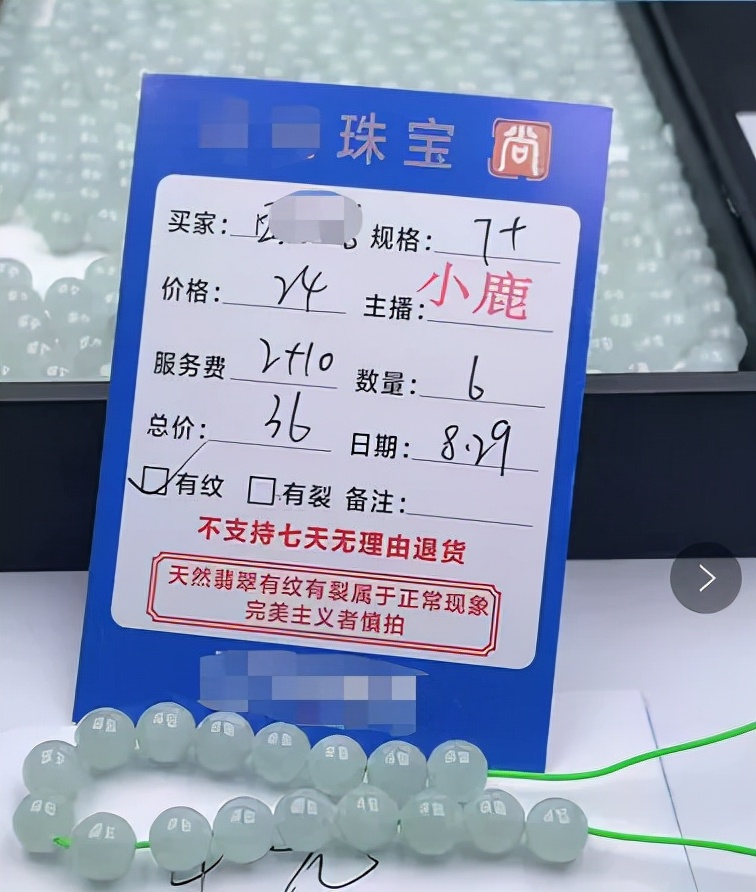 珠宝 尚
买家: 规格: 7+
价格: 24 主播: 小鹿
服务费 2+10 数量: 6
总价: 36 日期: 8.29
有纹 有裂 备注:
不支持七天无理由退货
天然翡翠有纹有裂属于正常现象
完美主义者慎拍